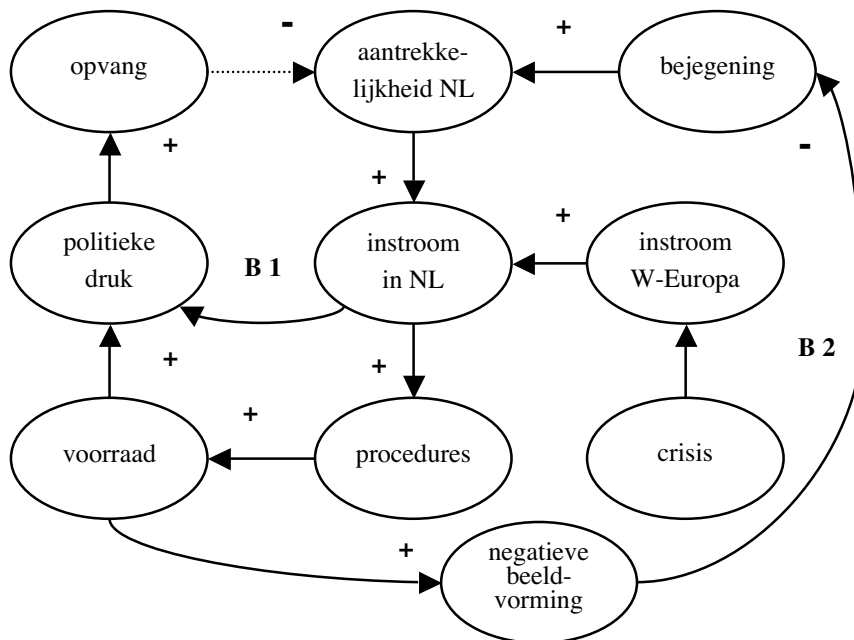 -
+
opvang
aantrekke-
lijkheid NL
bejegening
+
-
+
+
politieke
druk
B 1
instroom
in NL
instroom
W-Europa
B 2
+
+
+
voorraad
procedures
crisis
+
negatieve
beeld-
vorming